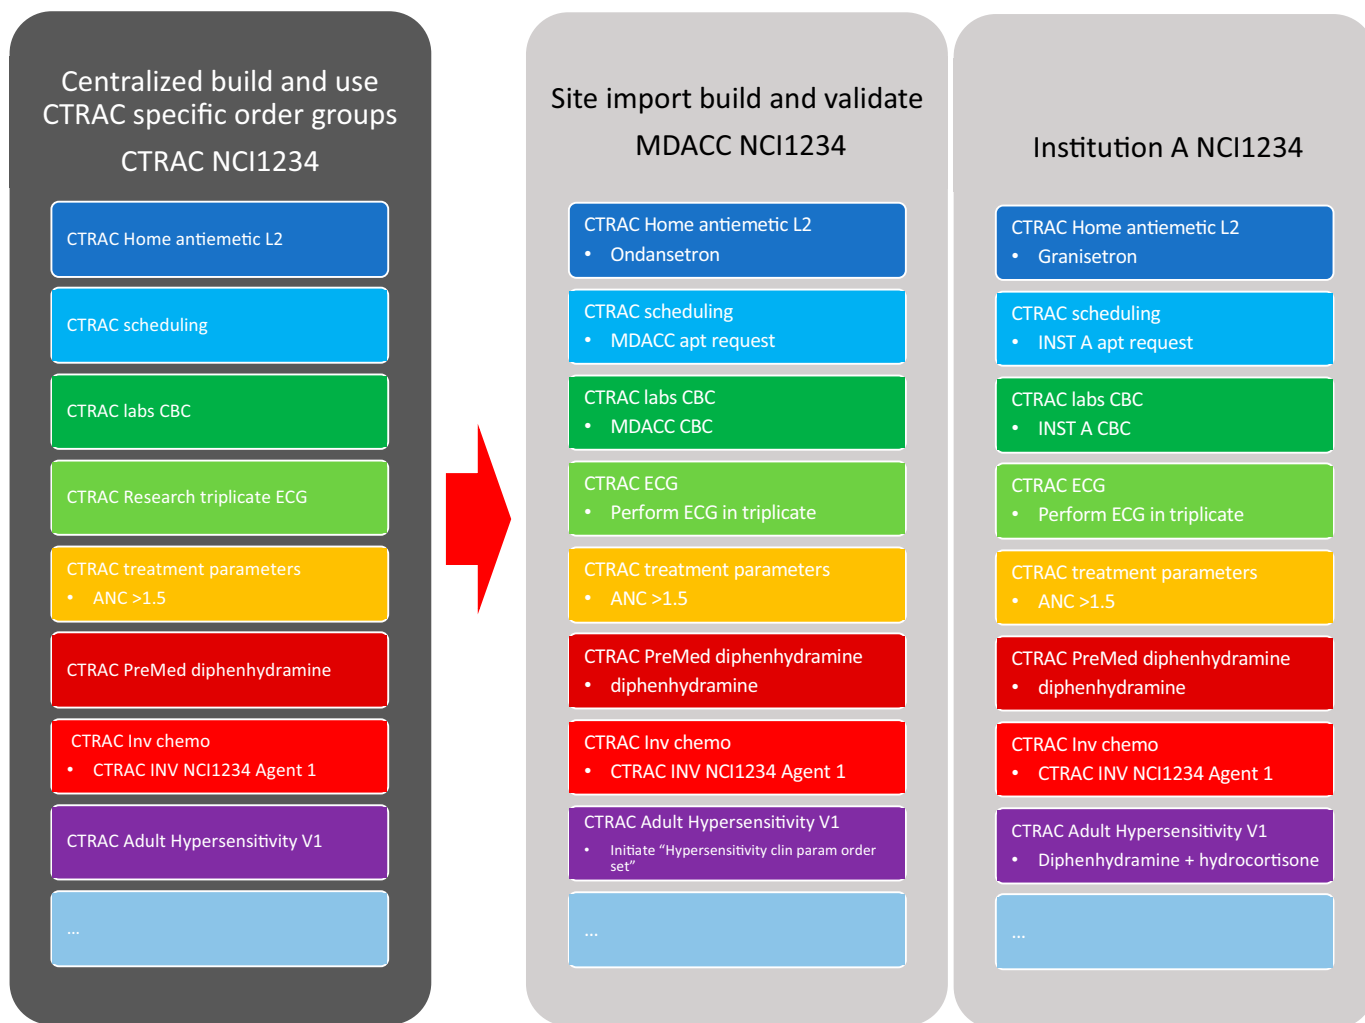 Centralized build and use
CTRAC specific order groups
CTRAC NCI1234
CTRAC Home antiemetic L2
CTRAC scheduling
CTRAC labs CBC
CTRAC Research triplicate ECG
CTRAC treatment parameters
• ANC >1.5
CTRAC PreMed diphenhydramine
CTRAC Inv chemo
• CTRAC INV NCI1234 Agent 1
CTRAC Adult Hypersensitivity V1
...
Site import build and validate
MDACC NCI1234
CTRAC Home antiemetic L2
• Ondansetron
CTRAC scheduling
• MDACC apt request
CTRAC labs CBC
• MDACC CBC
CTRAC ECG
• Perform ECG in triplicate
CTRAC treatment parameters
• ANC >1.5
CTRAC PreMed diphenhydramine
• diphenhydramine
CTRAC Inv chemo
• CTRAC INV NCI1234 Agent 1
CTRAC Adult Hypersensitivity V1
• Initiate “Hypersensitivity clin param order
set”
...
Institution A NCI1234
CTRAC Home antiemetic L2
• Granisetron
CTRAC scheduling
• INST A apt request
CTRAC labs CBC
• INST A CBC
CTRAC ECG
• Perform ECG in triplicate
CTRAC treatment parameters
• ANC >1.5
CTRAC PreMed diphenhydramine
• diphenhydramine
CTRAC Inv chemo
• CTRAC INV NCI1234 Agent 1
CTRAC Adult Hypersensitivity V1
• Diphenhydramine + hydrocortisone
...